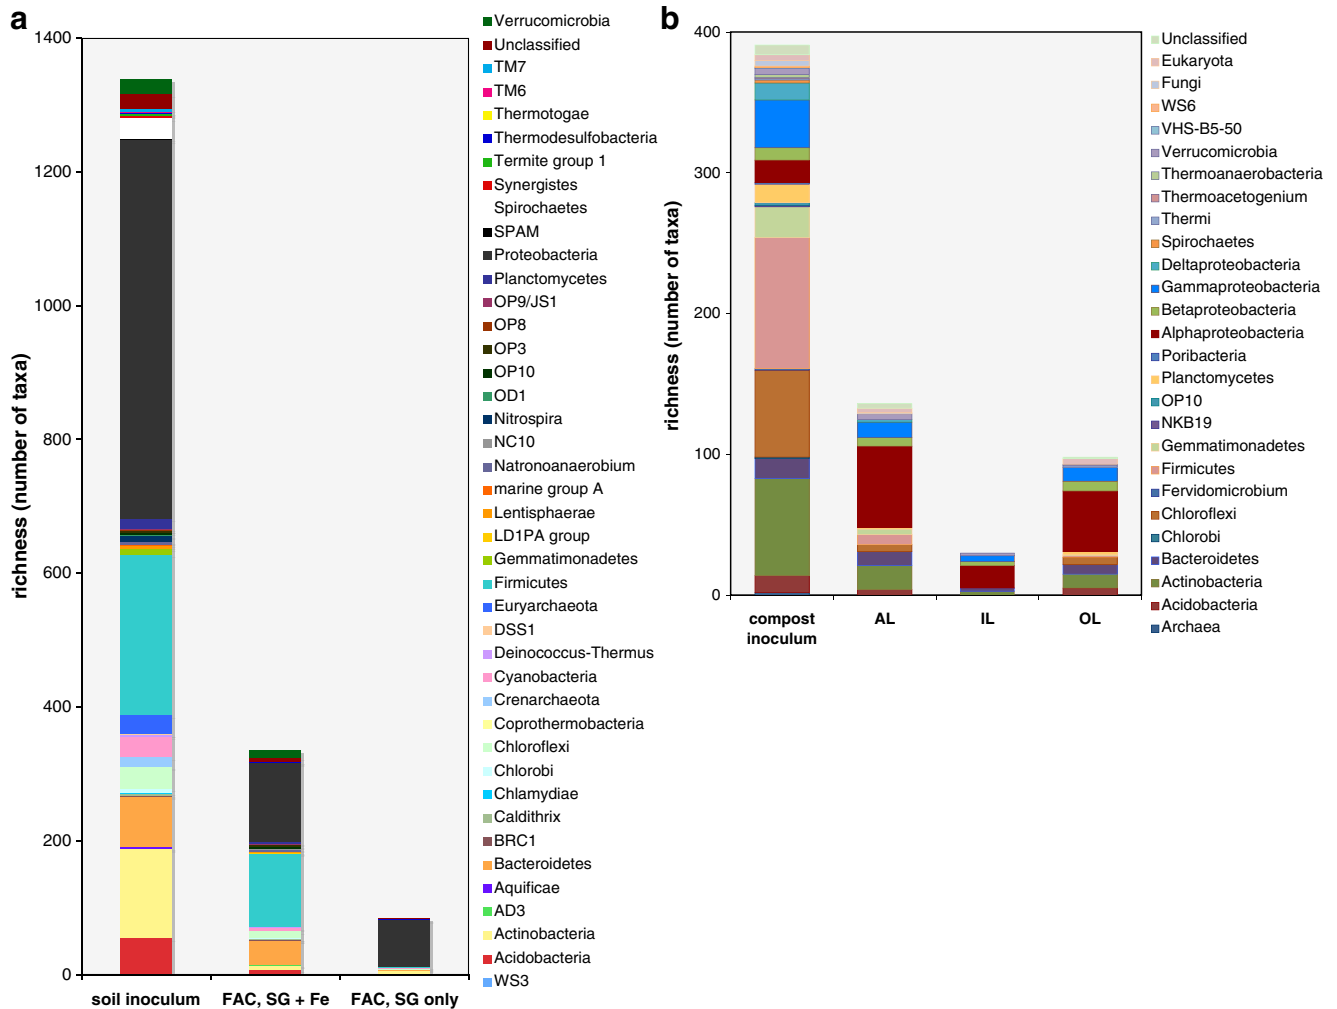 a
richness (number of taxa)
1400
1200
1000
800
600
400
200
0
soil inoculum
FAC, SG + Fe
FAC, SG only
Verrucomicrobia
Unclassified
TM7
TM6
Thermotogae
Thermodesulfobacteria
Termite group 1
Synergistes
Spirochaetes
SPAM
Proteobacteria
Planctomycetes
OP9/JS1
OP8
OP3
OP10
OD1
Nitrospira
NC10
Natronoanaerobium
marine group A
Lentisphaerae
LD1PA group
Gemmatimonadetes
Firmicutes
Euryarchaeota
DSS1
Deinococcus-Thermus
Cyanobacteria
Crenarchaeota
Coprothermobacteria
Chloroflexi
Chlorobi
Chlamydiae
Caldithrix
BRC1
Bacteroidetes
Aquificae
AD3
Actinobacteria
Acidobacteria
WS3
b
richness (number of taxa)
400
300
200
100
0
compost
inoculum
AL
IL
OL
Unclassified
Eukaryota
Fungi
WS6
VHS-B5-50
Verrucomicrobia
Thermoanaerobacteria
Thermoacetogenium
Thermi
Spirochaetes
Deltaproteobacteria
Gammaproteobacteria
Betaproteobacteria
Alphaproteobacteria
Poribacteria
Planctomycetes
OP10
NKB19
Gemmatimonadetes
Firmicutes
Fervidomicrobium
Chloroflexi
Chlorobi
Bacteroidetes
Actinobacteria
Acidobacteria
Archaea